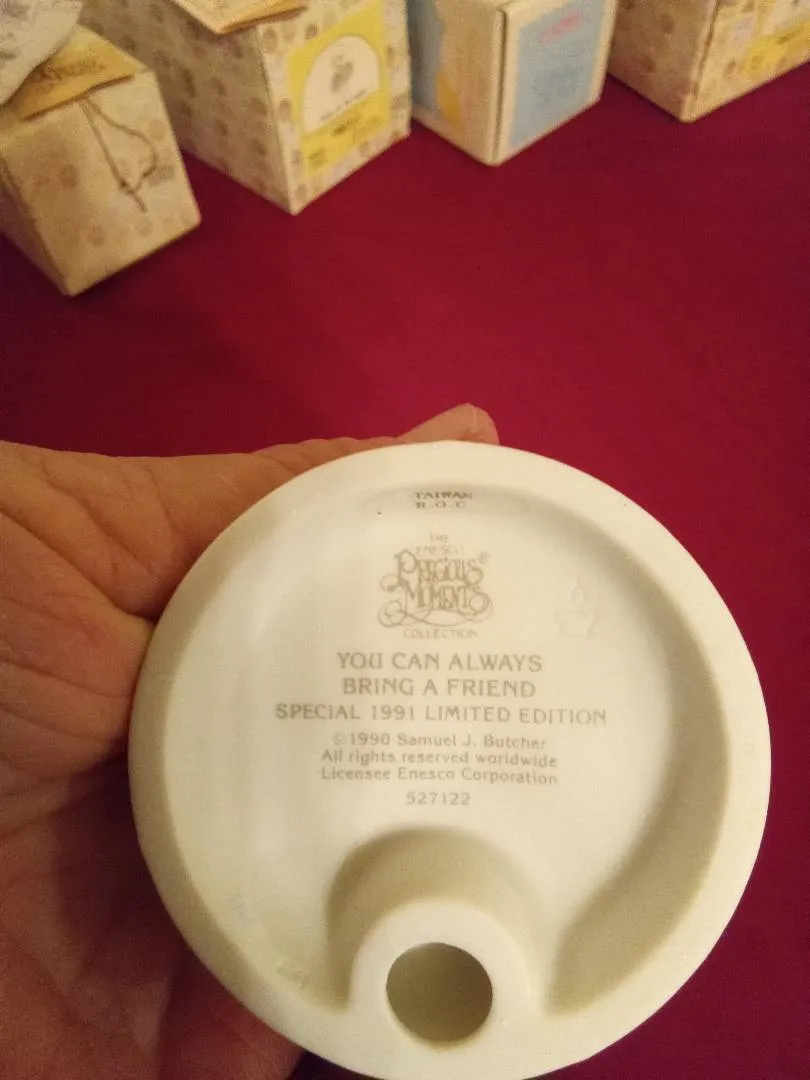 TAIWAN
R.O.C
THE
ENESCO
PRECIOUS
MOMENTS®
COLLECTION
YOU CAN ALWAYS
BRING A FRIEND
SPECIAL 1991 LIMITED EDITION
©1990 Samuel J. Butcher
All rights reserved worldwide
Licensee Enesco Corporation
527122